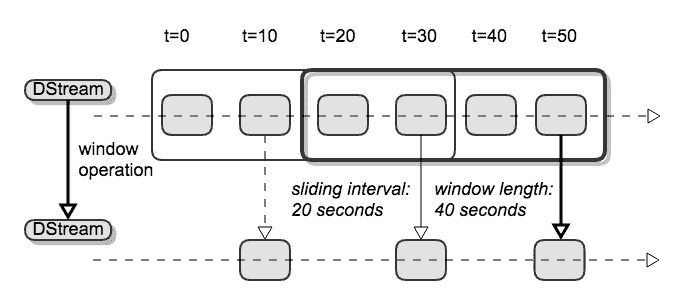 t=0 t=10 t=20 t=30 t=40 t=50
DStream
window
operation
sliding interval:
20 seconds
window length:
40 seconds
DStream